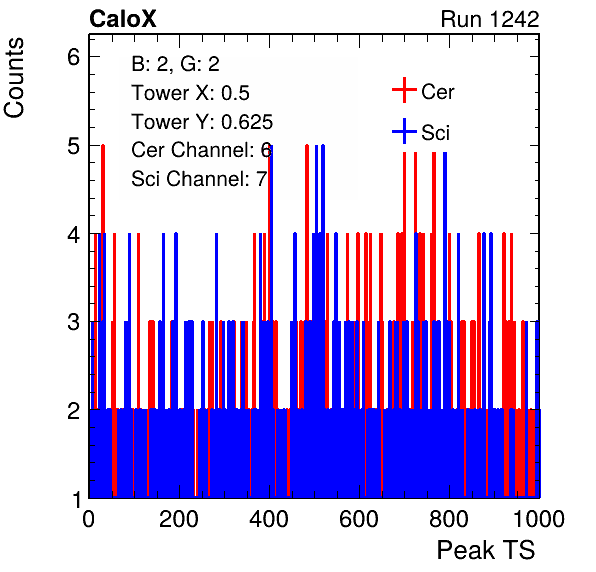 CaloX Run 1242
Counts
B: 2, G: 2
Tower X: 0.5
Tower Y: 0.625
Cer Channel: 6
Sci Channel: 7
Cer
Sci
6
5
4
3
2
1
0 200 400 600 800 1000
Peak TS